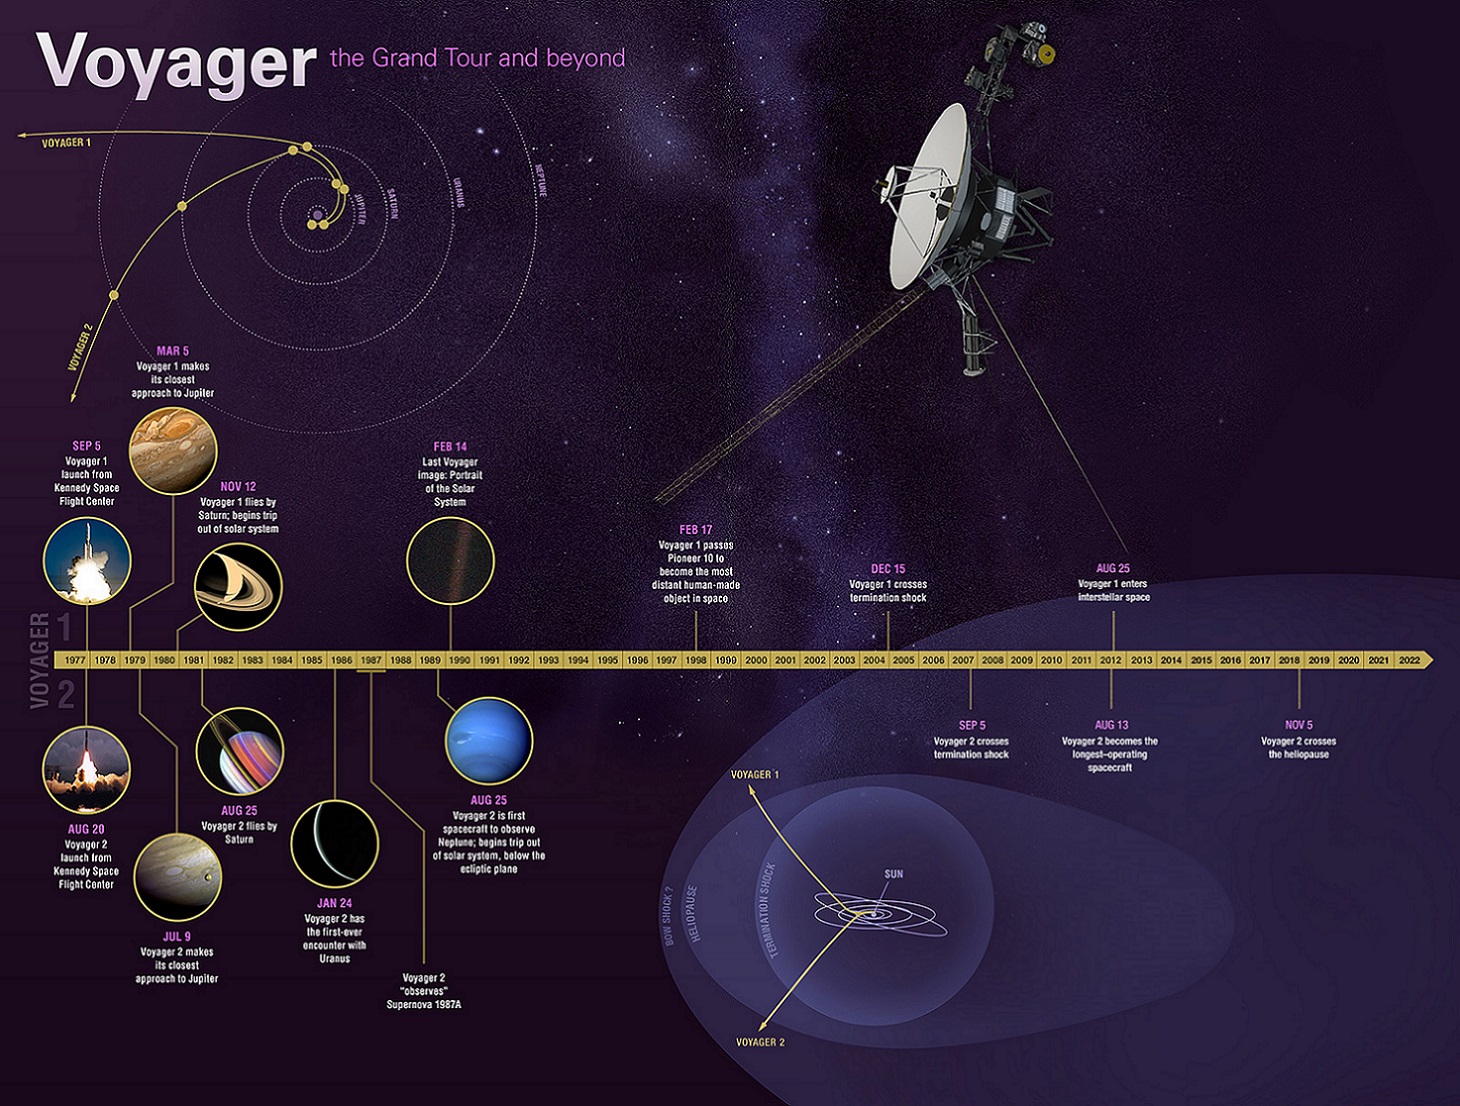 Voyager the Grand Tour and beyond
VOYAGER 1
JUPITER
SATURN
URANUS
NEPTUNE
VOYAGER 2
MAR 5
Voyager 1 makes
its closest
approach to Jupiter
SEP 5
Voyager 1
launch from
Kennedy Space
Flight Center
NOV 12
Voyager 1 flies by
Saturn; begins trip
out of solar system
FEB 14
Last Voyager
image: Portrait
of the Solar
System
FEB 17
Voyager 1 passes
Pioneer 10 to
become the most
distant human-made
object in space
DEC 15
Voyager 1 crosses
termination shock
AUG 25
Voyager 1 enters
interstellar space
VOYAGER
1
2
1977 1978 1979 1980 1981 1982 1983 1984 1985 1986 1987 1988 1989 1990 1991 1992 1993 1994 1995 1996 1997 1998 1999 2000 2001 2002 2003 2004 2005 2006 2007 2008 2009 2010 2011 2012 2013 2014 2015 2016 2017 2018 2019 2020 2021 2022
AUG 20
Voyager 2
launch from
Kennedy Space
Flight Center
JUL 9
Voyager 2 makes
its closest
approach to Jupiter
AUG 25
Voyager 2 flies by
Saturn
JAN 24
Voyager 2 has
the first-ever
encounter with
Uranus
Voyager 2
"observes"
Supernova 1987A
AUG 25
Voyager 2 is first
spacecraft to observe
Neptune; begins trip out
of solar system, below the
ecliptic plane
SEP 5
Voyager 2 crosses
termination shock
AUG 13
Voyager 2 becomes the
longest-operating
spacecraft
NOV 5
Voyager 2 crosses
the heliopause
VOYAGER 1
SUN
BOW SHOCK ?
HELIOPAUSE
TERMINATION SHOCK
VOYAGER 2